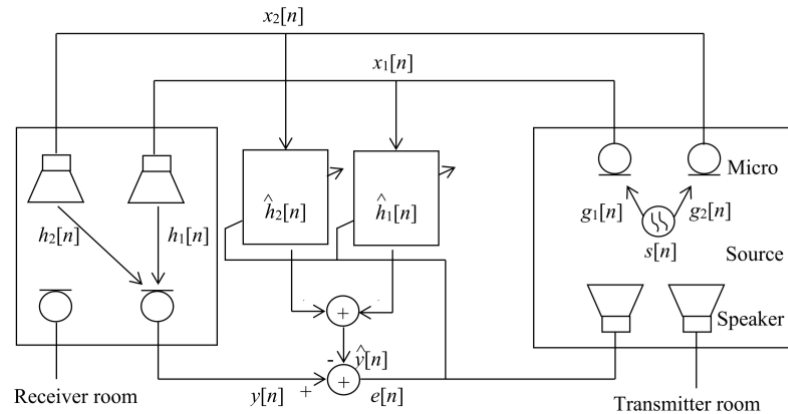 x2[n]
x1[n]
ĥ2[n]
ĥ1[n]
Micro
g1[n]
g2[n]
h2[n]
h1[n]
s[n]
Source
+
Speaker
-
ŷ[n]
Receiver room
y[n]
+
+
e[n]
Transmitter room